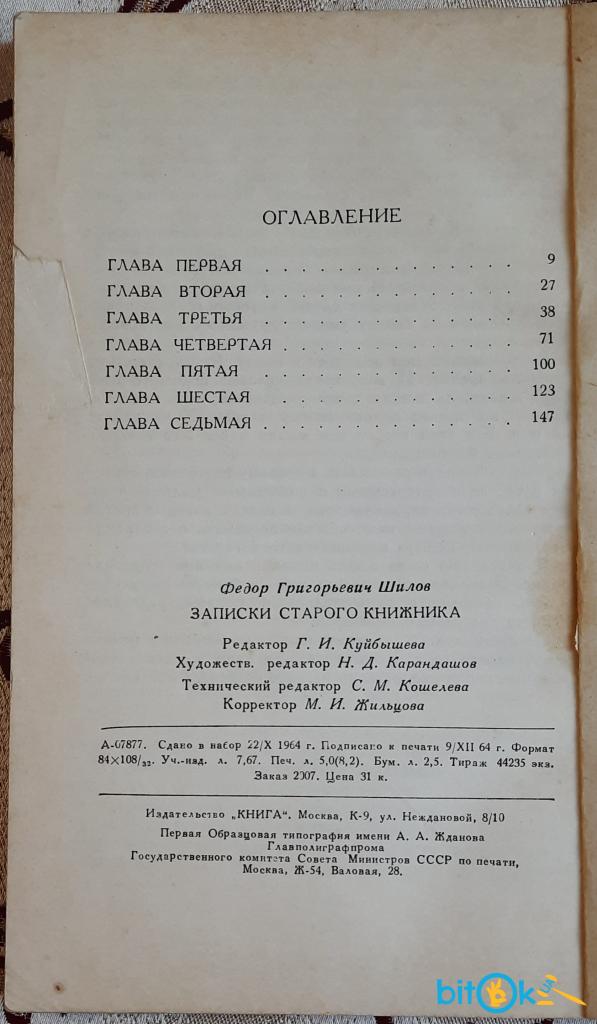 ОГЛАВЛЕНИЕ
ГЛАВА ПЕРВАЯ . . . . . . . . . . . . . 9
ГЛАВА ВТОРАЯ . . . . . . . . . . . . . 27
ГЛАВА ТРЕТЬЯ . . . . . . . . . . . . . 38
ГЛАВА ЧЕТВЕРТАЯ . . . . . . . . . . . . 71
ГЛАВА ПЯТАЯ . . . . . . . . . . . . . 100
ГЛАВА ШЕСТАЯ . . . . . . . . . . . . 123
ГЛАВА СЕДЬМАЯ . . . . . . . . . . . . . 147
Федор Григорьевич Шилов
ЗАПИСКИ СТАРОГО КНИЖНИКА
Редактор Г. И. Куйбышева
Художеств. редактор Н. Д. Карандашов
Технический редактор С. М. Кошелева
Корректор М. И. Жильцова
А-07877. Сдано в набор 22/X 1964 г. Подписано к печати 9/XII 64 г. Формат
84×108/32. Уч.-изд. л. 7,67. Печ. л. 5,0(8,2). Бум. л. 2,5. Тираж 44235 экз.
Заказ 2007. Цена 31 к.
Издательство „КНИГА". Москва, К-9, ул. Неждановой, 8/10
Первая Образцовая типография имени А. А. Жданова
Главполиграфпрома
Государственного комитета Совета Министров СССР по печати,
Москва, Ж-54, Валовая, 28.
bitOk.ua